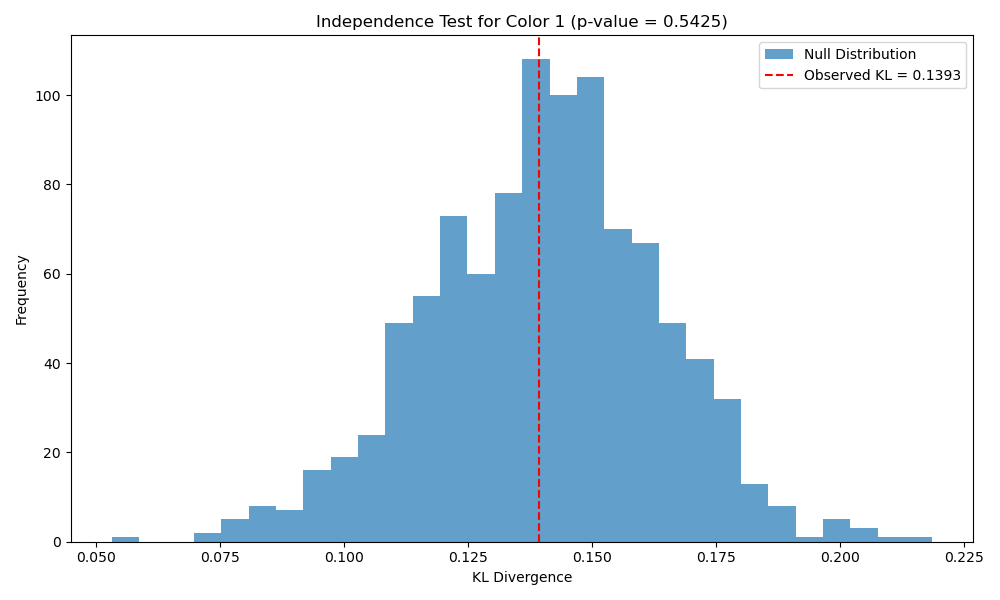 Independence Test for Color 1 (p-value = 0.5425)
Null Distribution
Observed KL = 0.1393
Frequency
100
80
60
40
20
0
0.050 0.075 0.100 0.125 0.150 0.175 0.200 0.225
KL Divergence